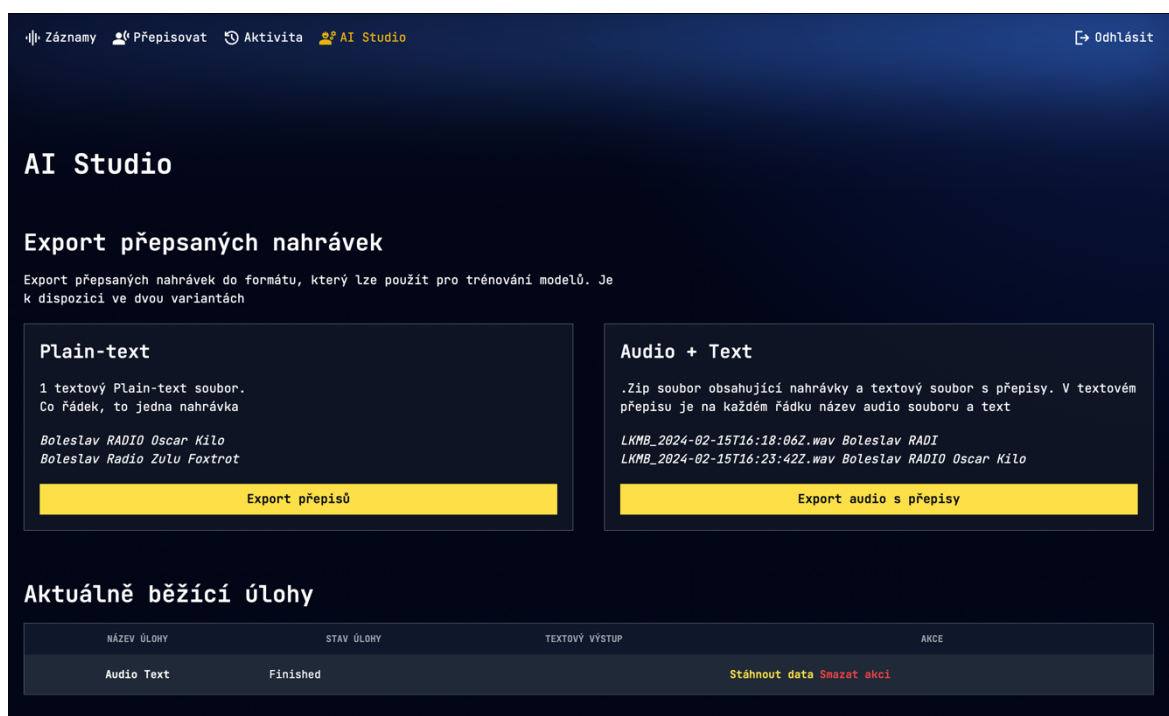 Záznamy Přepisovat Aktivita AI Studio Odhlásit
AI Studio
Export přepsaných nahrávek
Export přepsaných nahrávek do formátu, který lze použít pro trénování modelů. Je
k dispozici ve dvou variantách
Plain-text
1 textový Plain-text soubor.
Co řádek, to jedna nahrávka
Boleslav RADIO Oscar Kilo
Boleslav Radio Zulu Foxtrot
Export přepisů
Audio + Text
.Zip soubor obsahující nahrávky a textový soubor s přepisy. V textovém
přepisu je na každém řádku název audio souboru a text
LKMB_2024-02-15T16:18:06Z.wav Boleslav RADI
LKMB_2024-02-15T16:23:42Z.wav Boleslav RADIO Oscar Kilo
Export audio s přepisy
Aktuálně běžící úlohy
NÁZEV ÚLOHY STAV ÚLOHY TEXTOVÝ VÝSTUP AKCE
Audio Text Finished Stáhnout data Smazat akci